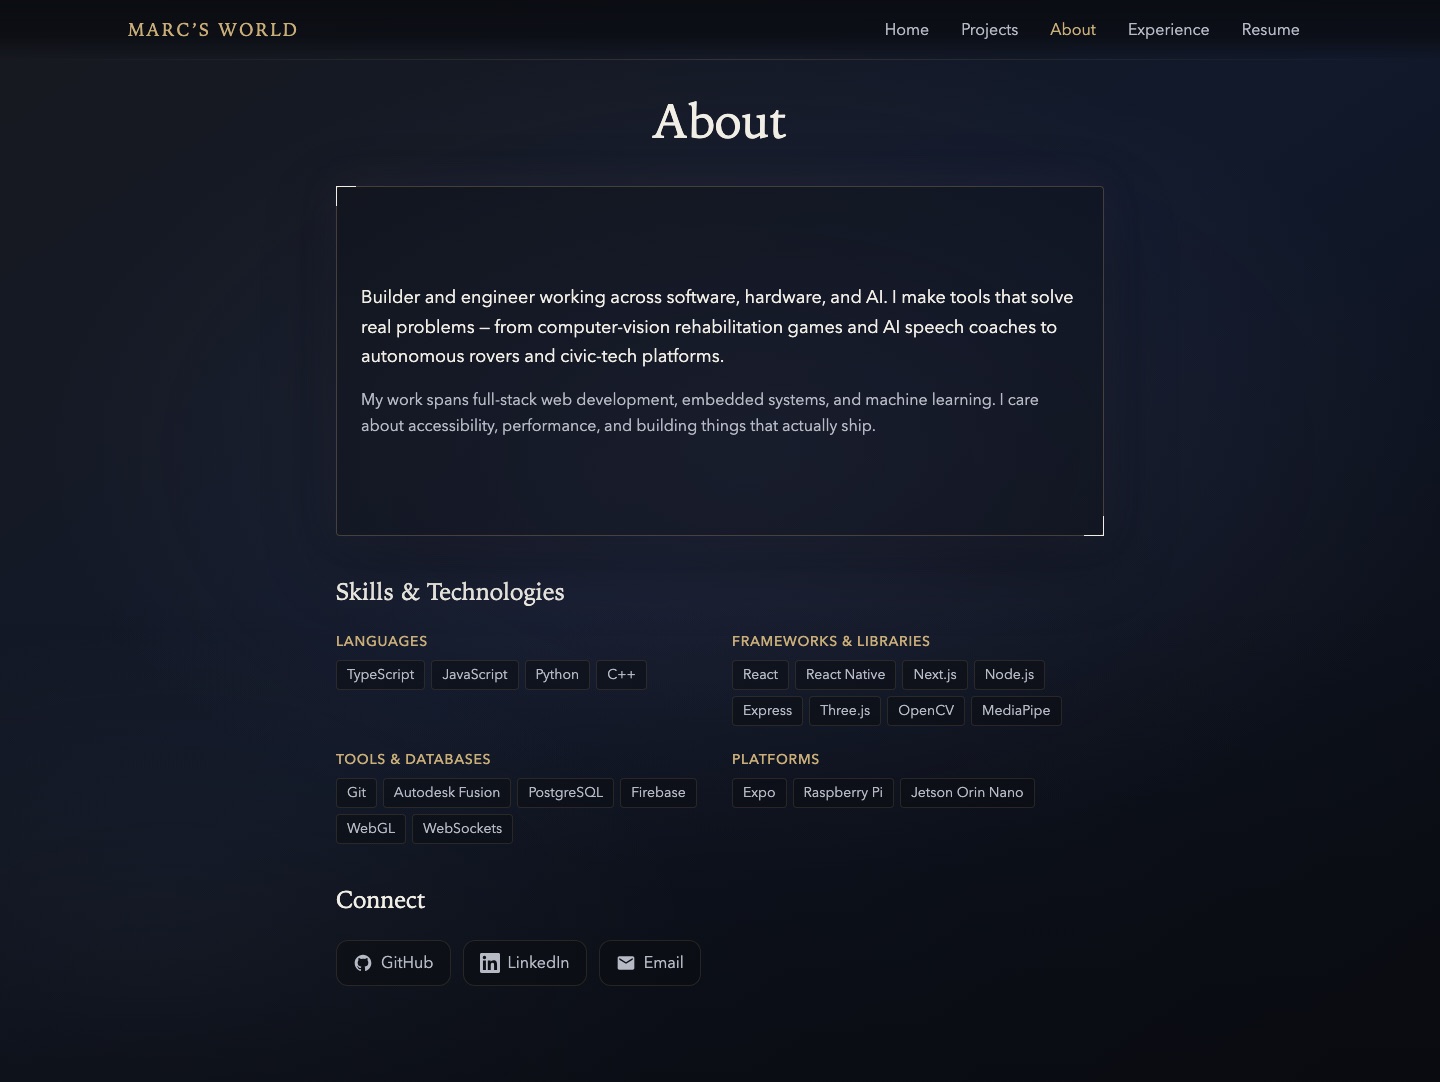 MARC’S WORLD
Home Projects About Experience Resume
About
Builder and engineer working across software, hardware, and AI. I make tools that solve
real problems — from computer-vision rehabilitation games and AI speech coaches to
autonomous rovers and civic-tech platforms.
My work spans full-stack web development, embedded systems, and machine learning. I care
about accessibility, performance, and building things that actually ship.
Skills & Technologies
LANGUAGES
TypeScript JavaScript Python C++
FRAMEWORKS & LIBRARIES
React React Native Next.js Node.js
Express Three.js OpenCV MediaPipe
TOOLS & DATABASES
Git Autodesk Fusion PostgreSQL Firebase
WebGL WebSockets
PLATFORMS
Expo Raspberry Pi Jetson Orin Nano
Connect
GitHub LinkedIn Email